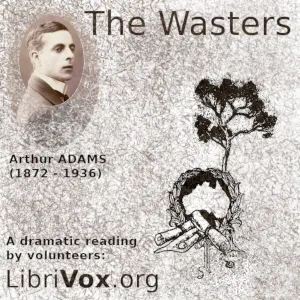 The Wasters
Arthur ADAMS
(1872 - 1936)
A dramatic reading
by volunteers:
LibriVox.org